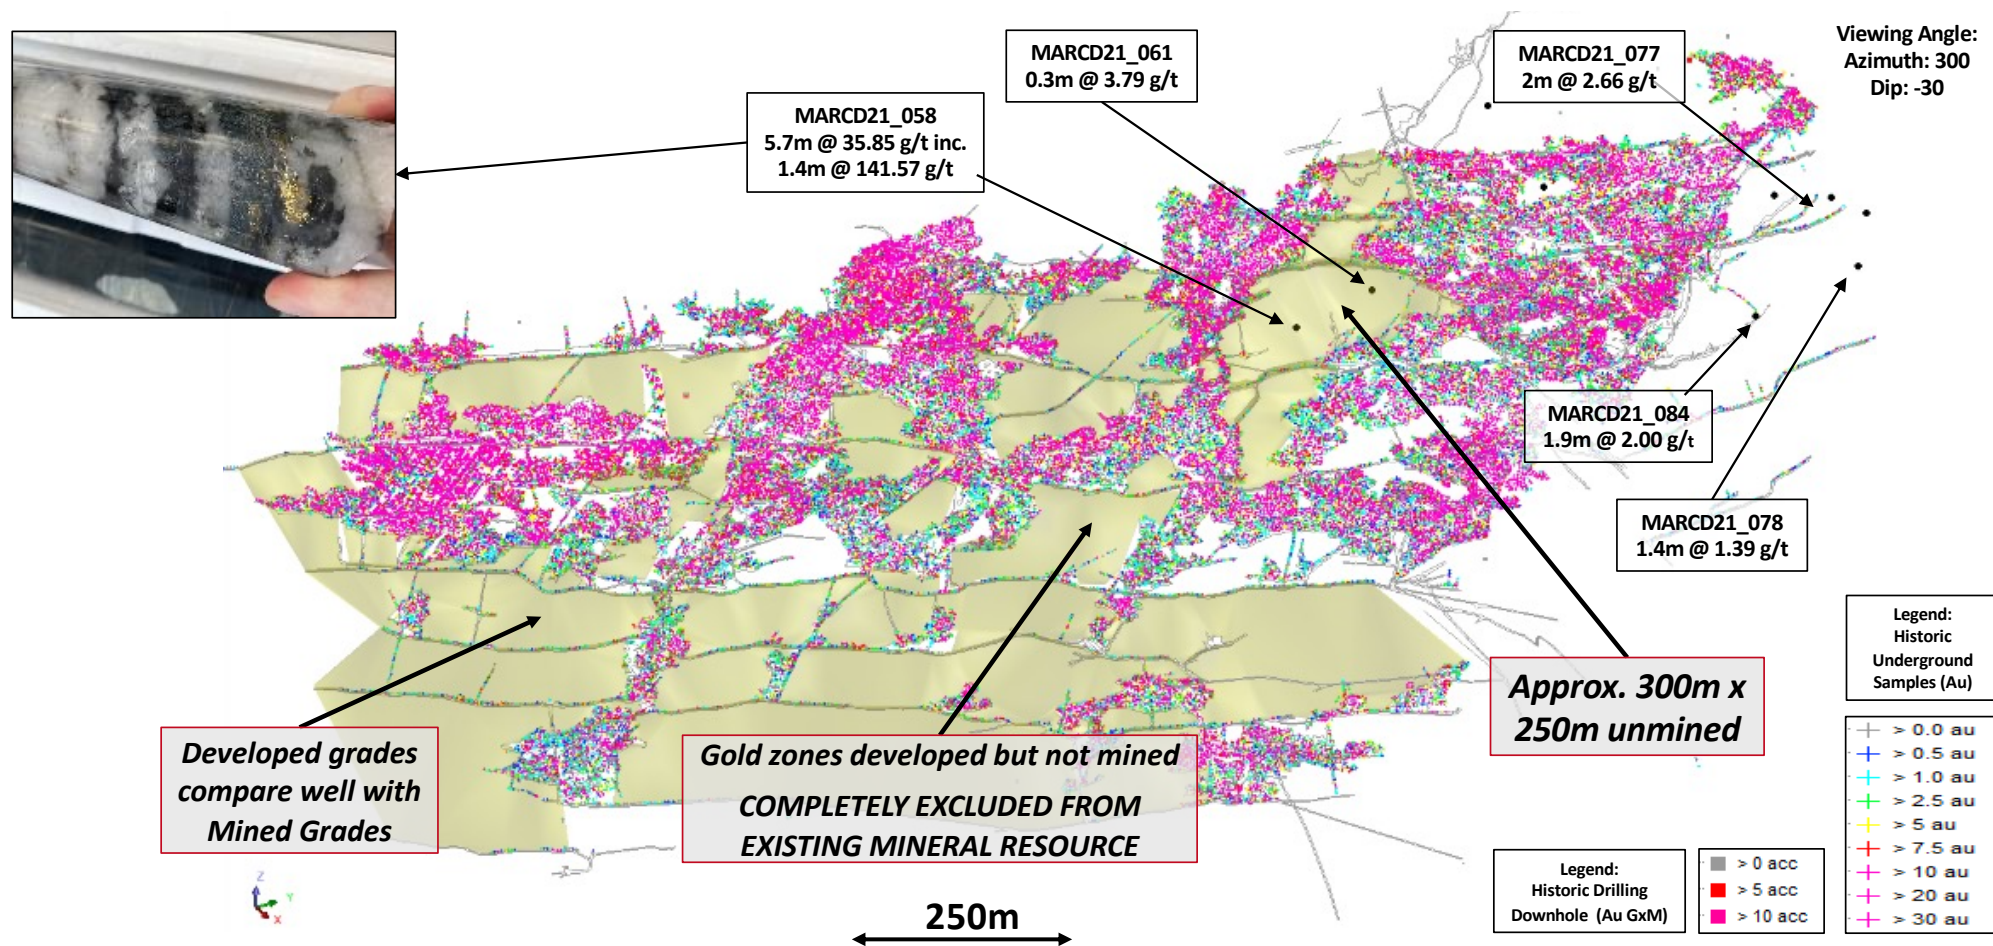 MARCD21_061
0.3m @ 3.79 g/t
MARCD21_077
2m @ 2.66 g/t
Viewing Angle:
Azimuth: 300
Dip: -30
MARCD21_058
5.7m @ 35.85 g/t inc.
1.4m @ 141.57 g/t
MARCD21_084
1.9m @ 2.00 g/t
MARCD21_078
1.4m @ 1.39 g/t
Approx. 300m x
250m unmined
Developed grades
compare well with
Mined Grades
Gold zones developed but not mined
COMPLETELY EXCLUDED FROM
EXISTING MINERAL RESOURCE
Legend:
Historic
Underground
Samples (Au)
> 0.0 au
> 0.5 au
> 1.0 au
> 2.5 au
> 5 au
> 7.5 au
> 10 au
> 20 au
> 30 au
Legend:
Historic Drilling
Downhole (Au GxM)
> 0 acc
> 5 acc
> 10 acc
Z
Y
X
250m